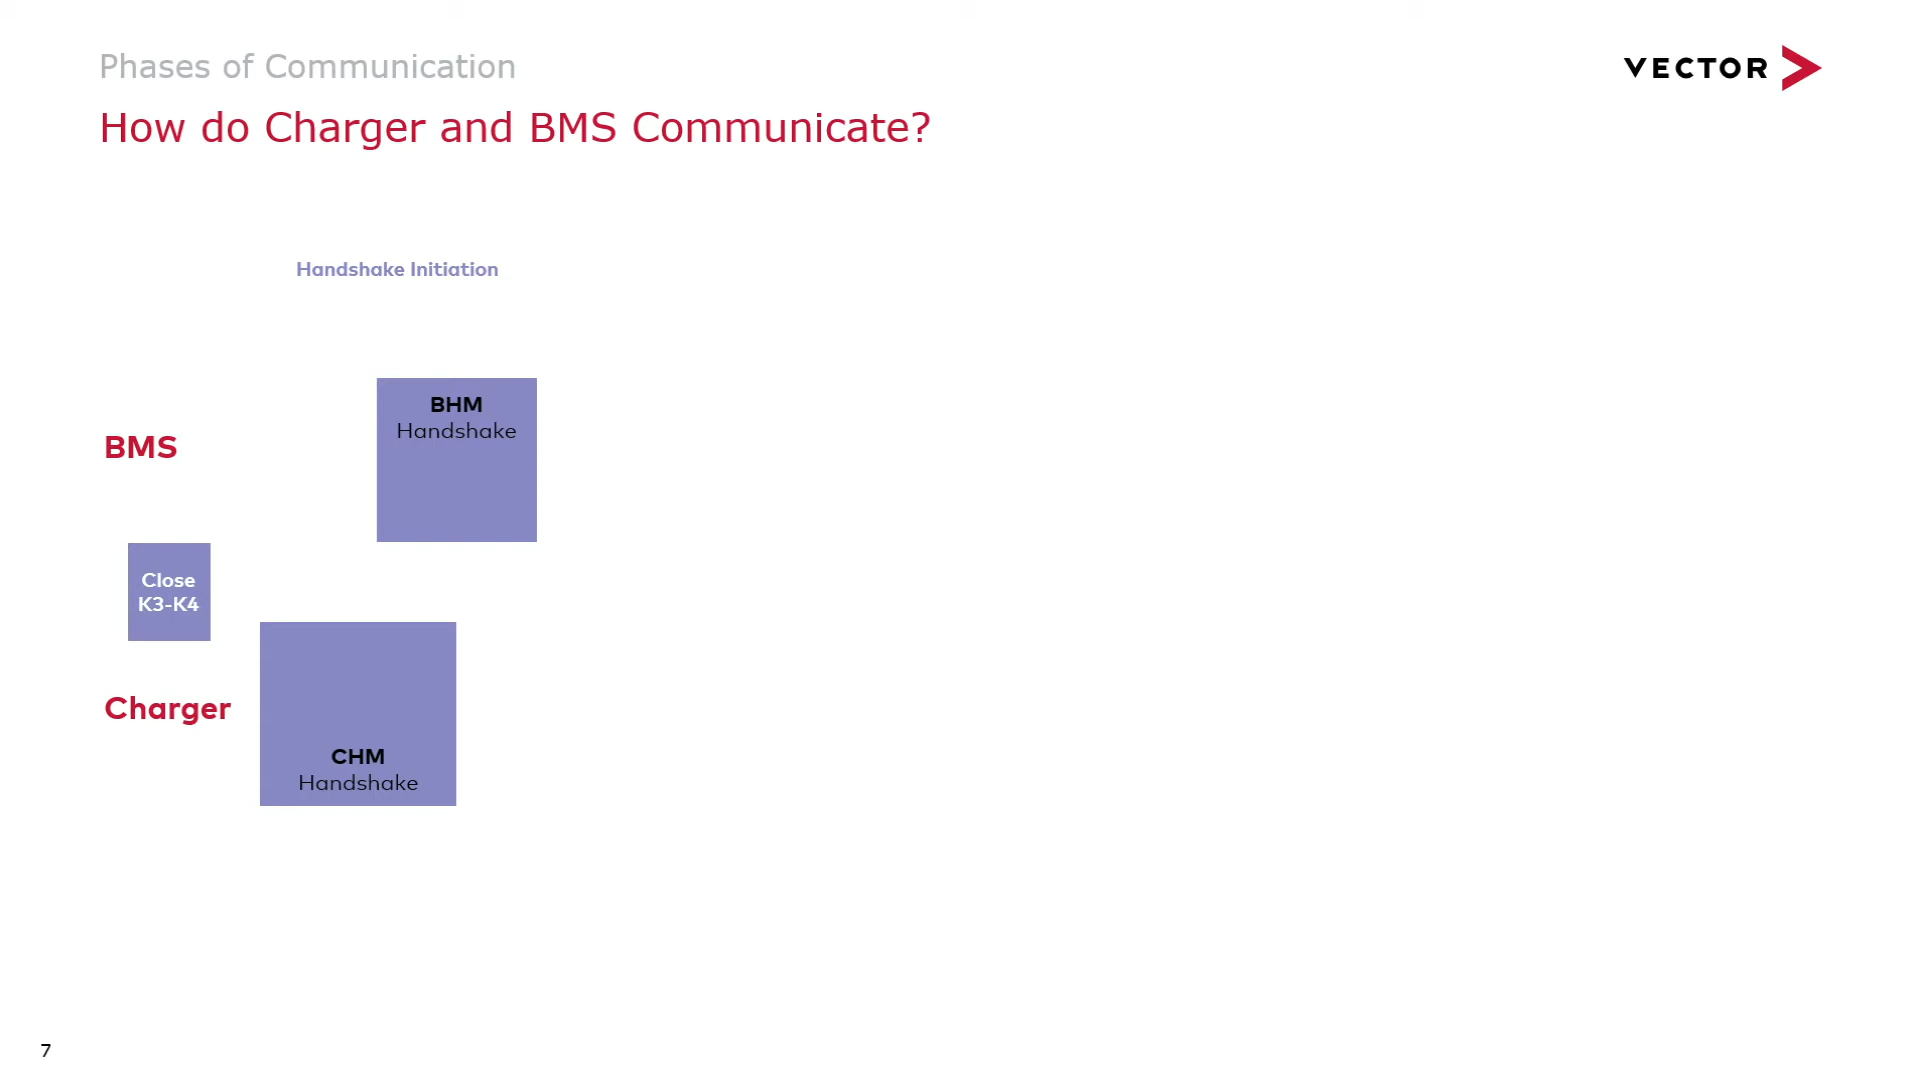 Phases of Communication
VECTOR
How do Charger and BMS Communicate?
Handshake Initiation
BHM
Handshake
BMS
Close
K3-K4
Charger
CHM
Handshake
7